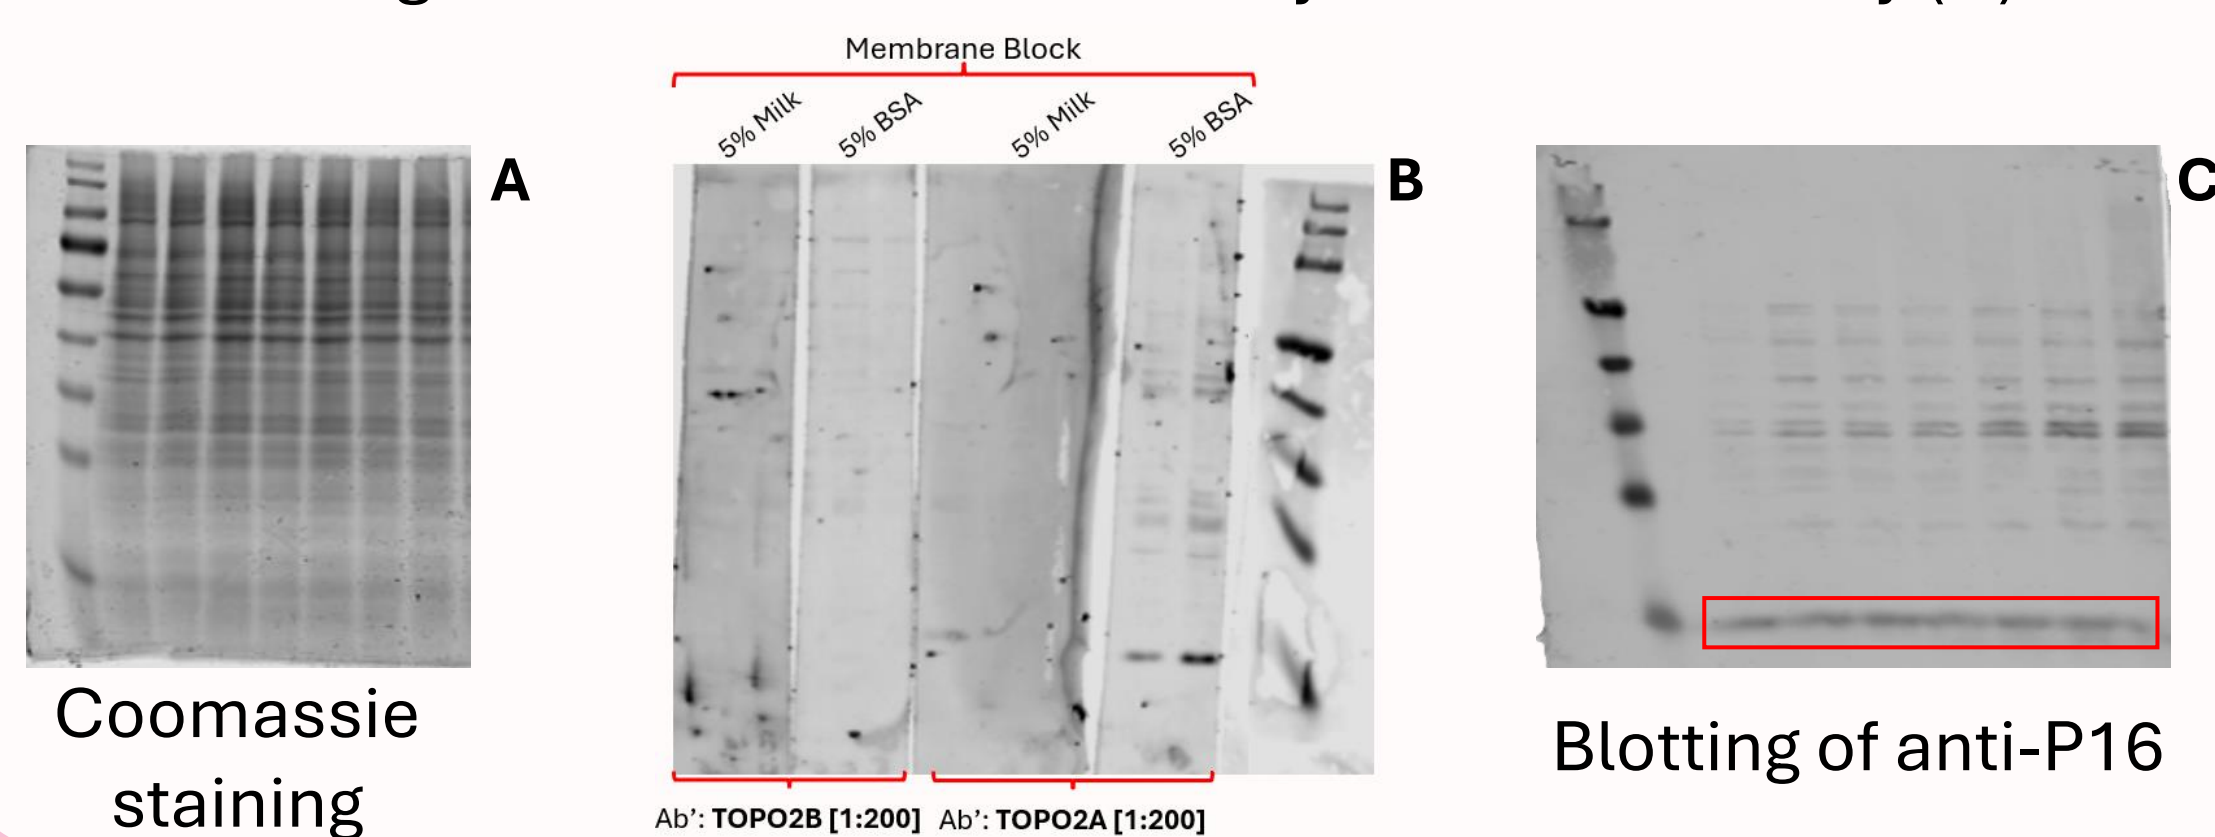 Membrane Block
5% Milk
5% BSA
5% Milk
5% BSA
A
B
C
Coomassie
staining
Ab’: TOPO2B [1:200]
Ab’: TOPO2A [1:200]
Blotting of anti-P16